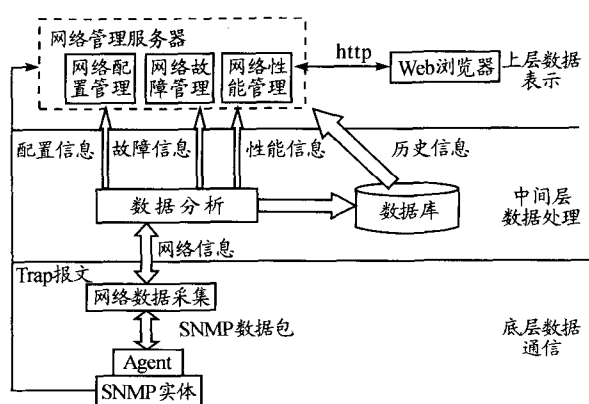 网络管理服务器
网络配
置管理
网络故
障管理
网络性
能管理
http
Web浏览器
上层数据
表示
配置信息
故障信息
性能信息
历史信息
数据分析
数据库
中间层
数据处理
网络信息
Trap报文
网络数据采集
SNMP数据包
底层数据
通信
Agent
SNMP实体